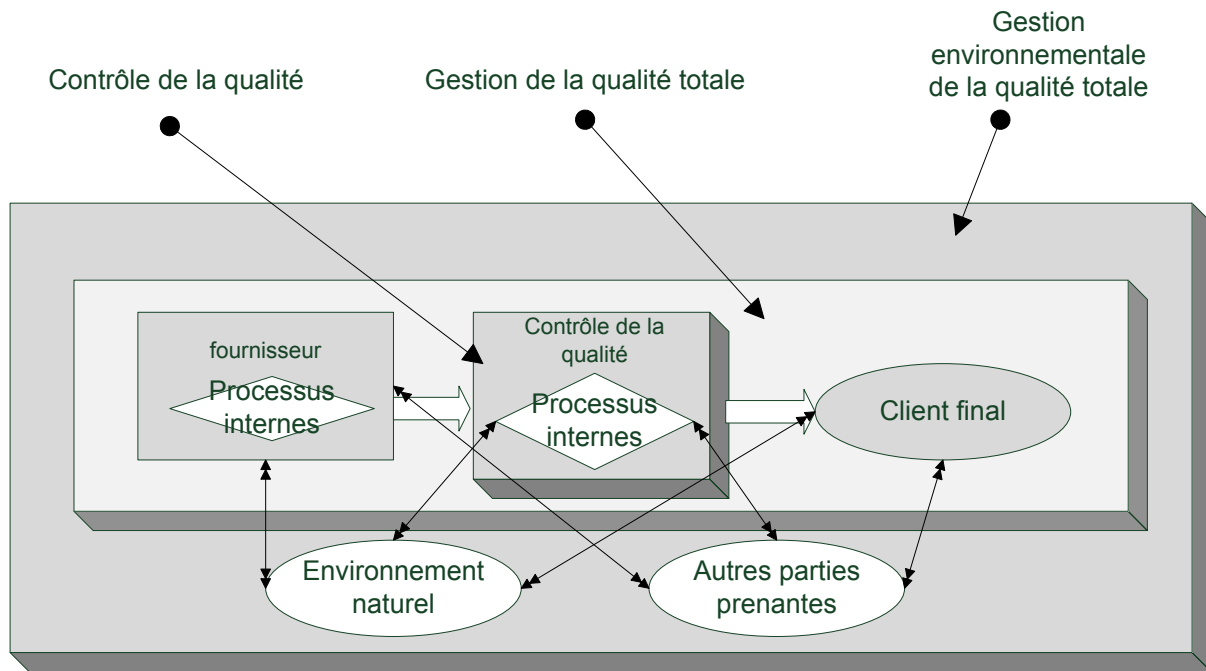 Contrôle de la qualité
Gestion de la qualité totale
Gestion
environnementale
de la qualité totale
fournisseur
Processus
internes
Contrôle de la
qualité
Processus
internes
Client final
Environnement
naturel
Autres parties
prenantes